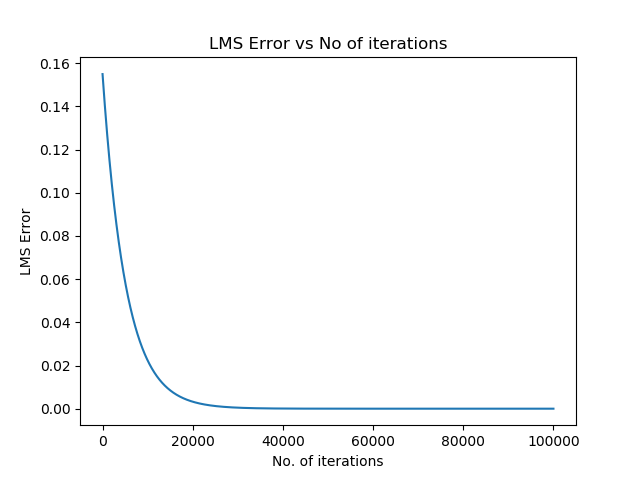 LMS Error vs No of iterations
0.16
0.14
0.12
0.10
0.08
0.06
0.04
0.02
0.00
LMS Error
0 20000 40000 60000 80000 100000
No. of iterations